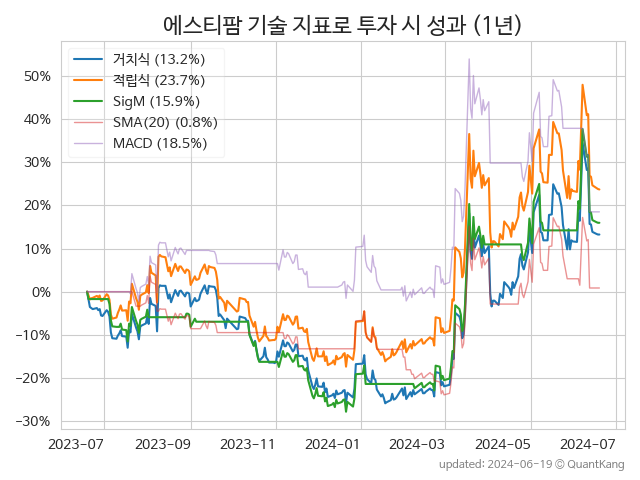 에스티팜 기술 지표로 투자 시 성과 (1년)
거치식 (13.2%)
적립식 (23.7%)
SigM (15.9%)
SMA(20) (0.8%)
MACD (18.5%)
50%
40%
30%
20%
10%
0%
−10%
−20%
−30%
2023-07
2023-09
2023-11
2024-01
2024-03
2024-05
2024-07
updated: 2024-06-19 © QuantKang